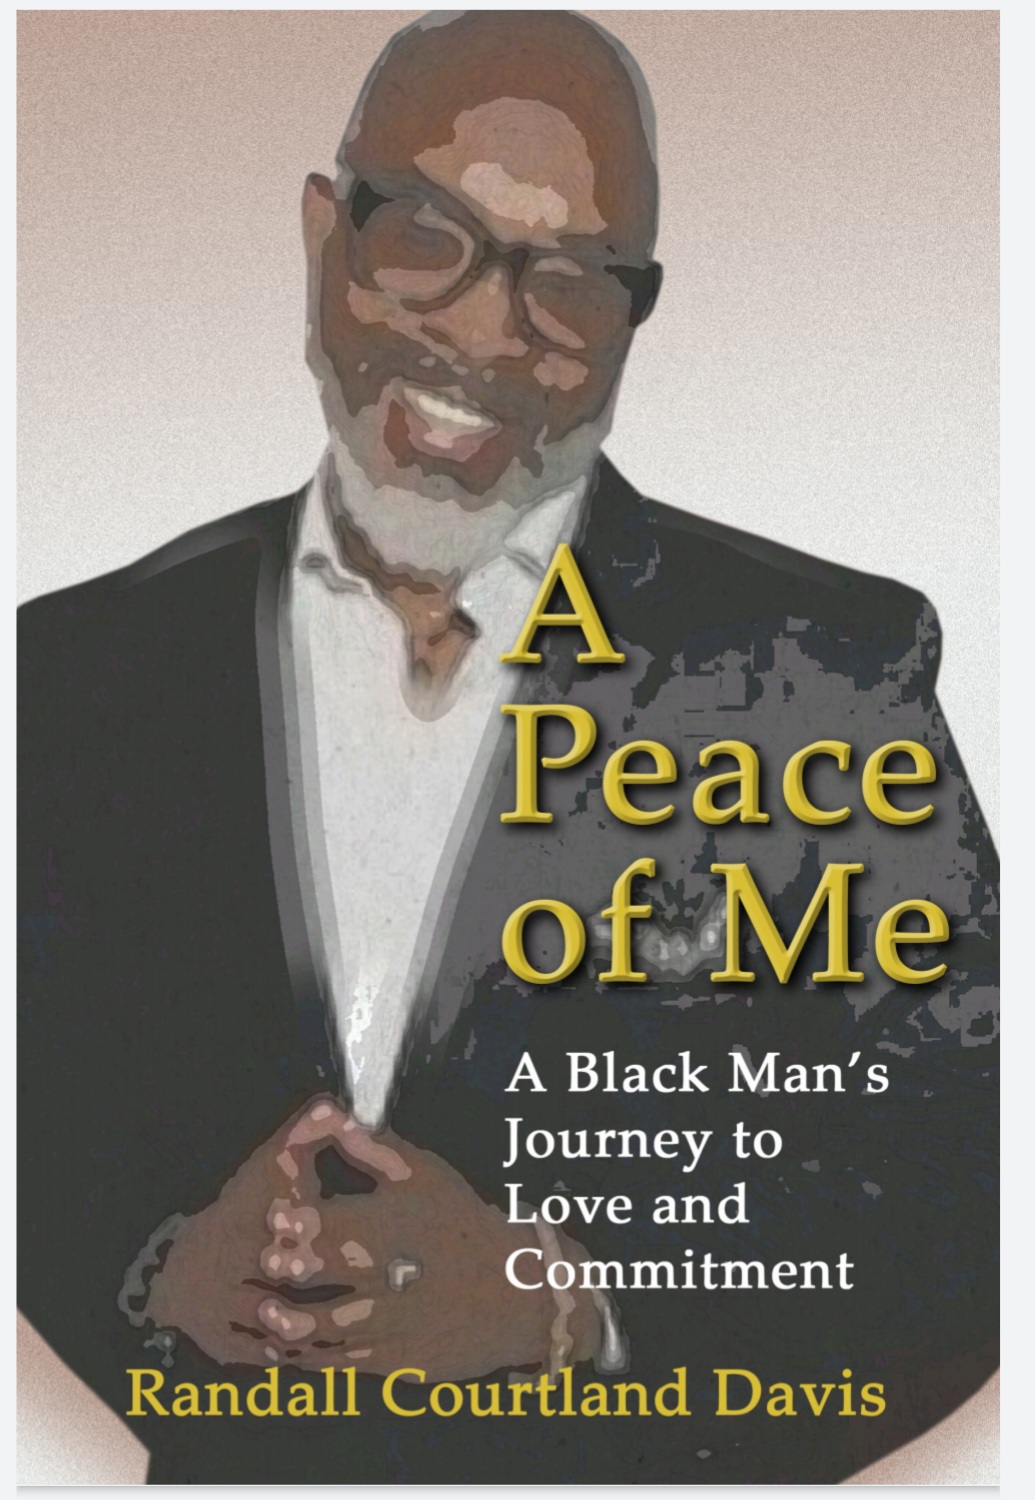 A
Peace
of Me
A Black Man’s
Journey to
Love and
Commitment
Randall Courtland Davis